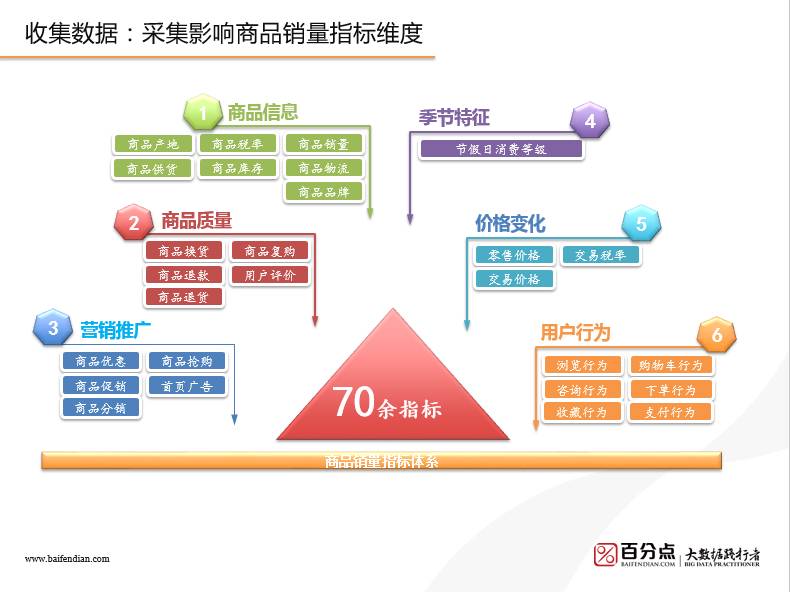 收集数据：采集影响商品销量指标维度
1 商品信息
商品产地 商品税率 商品销量
商品供货 商品库存 商品物流
商品品牌
季节特征 4
节假日消费等级
2 商品质量
商品换货 商品复购
商品退款 用户评价
商品退货
价格变化 5
零售价格 交易税率
交易价格
3 营销推广
商品优惠 商品抢购
商品促销 首页广告
商品分销
用户行为 6
浏览行为 购物车行为
咨询行为 下单行为
收藏行为 支付行为
70余指标
商品销量指标体系
www.baifendian.com
百分点 大数据践行者
BAIFENDIAN.COM BIG DATA PRACTITIONER